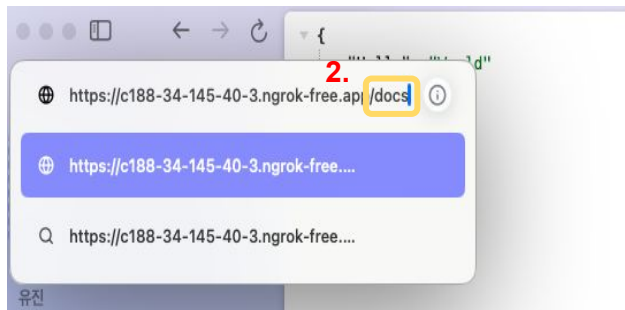 {
2.
https://c188-34-145-40-3.ngrok-free.app/docs
https://c188-34-145-40-3.ngrok-free....
https://c188-34-145-40-3.ngrok-free....
유진